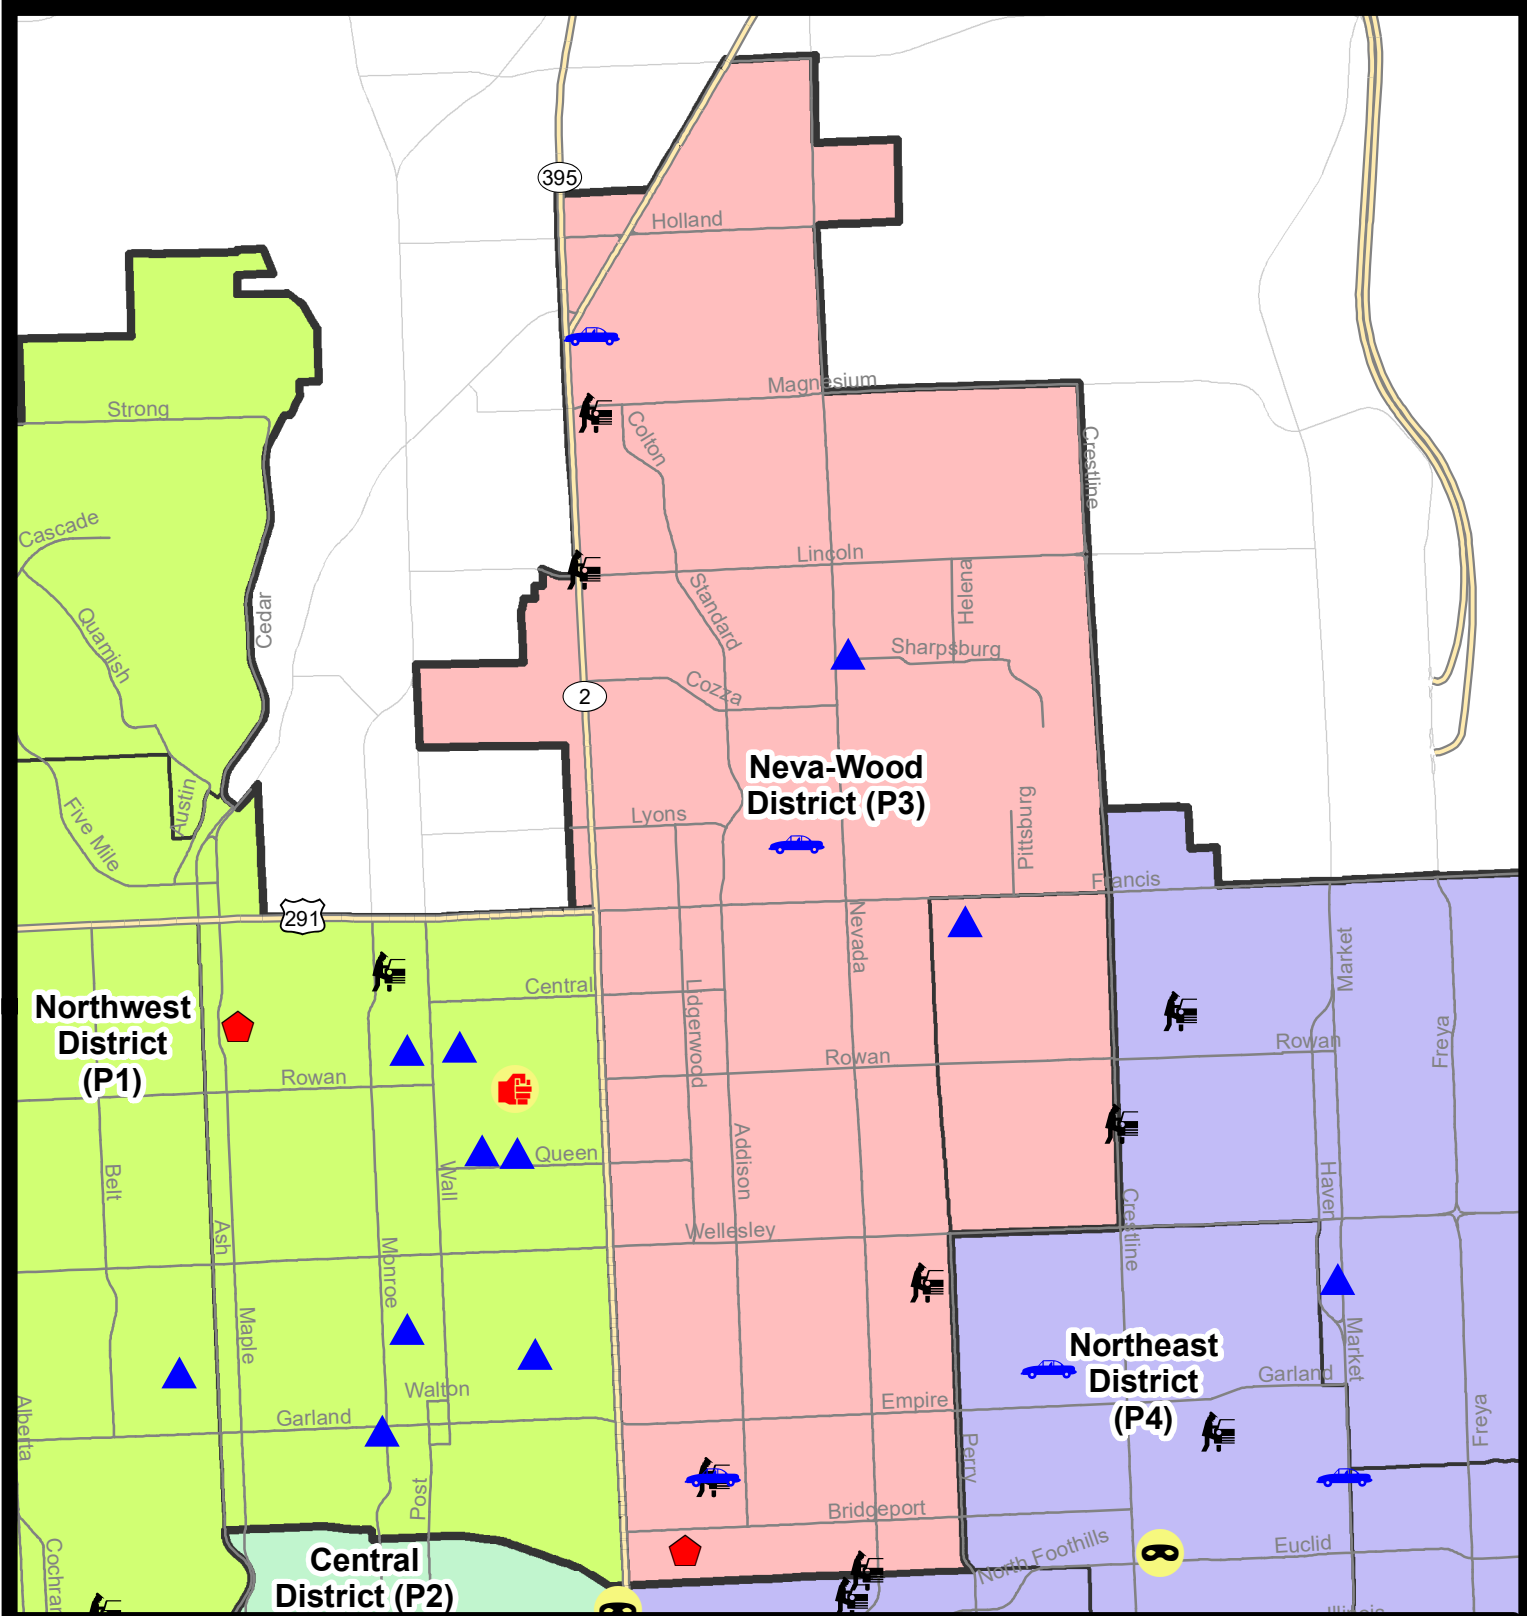 395
Holland
Magnesium
Strong
Colton
Crestline
Cascade
Lincoln
Helena
Standard
Quamish
Cedar
Sharpsburg
Cozza
2
Neva-Wood
District (P3)
Five Mile
Austin
Lyons
Pittsburg
Francis
291
Nevada
Market
Central
Lidgerwood
Northwest
District
(P1)
Rowan
Rowan
Rowan
Freya
Addison
Queen
Wall
Belt
Haven
Crestline
Ash
Wellesley
Monroe
Maple
Market
Northeast
District
(P4)
Walton
Garland
Empire
Garland
Alberta
Freya
Perry
Post
Bridgeport
Euclid
North Foothills
Cochran
Central
District (P2)